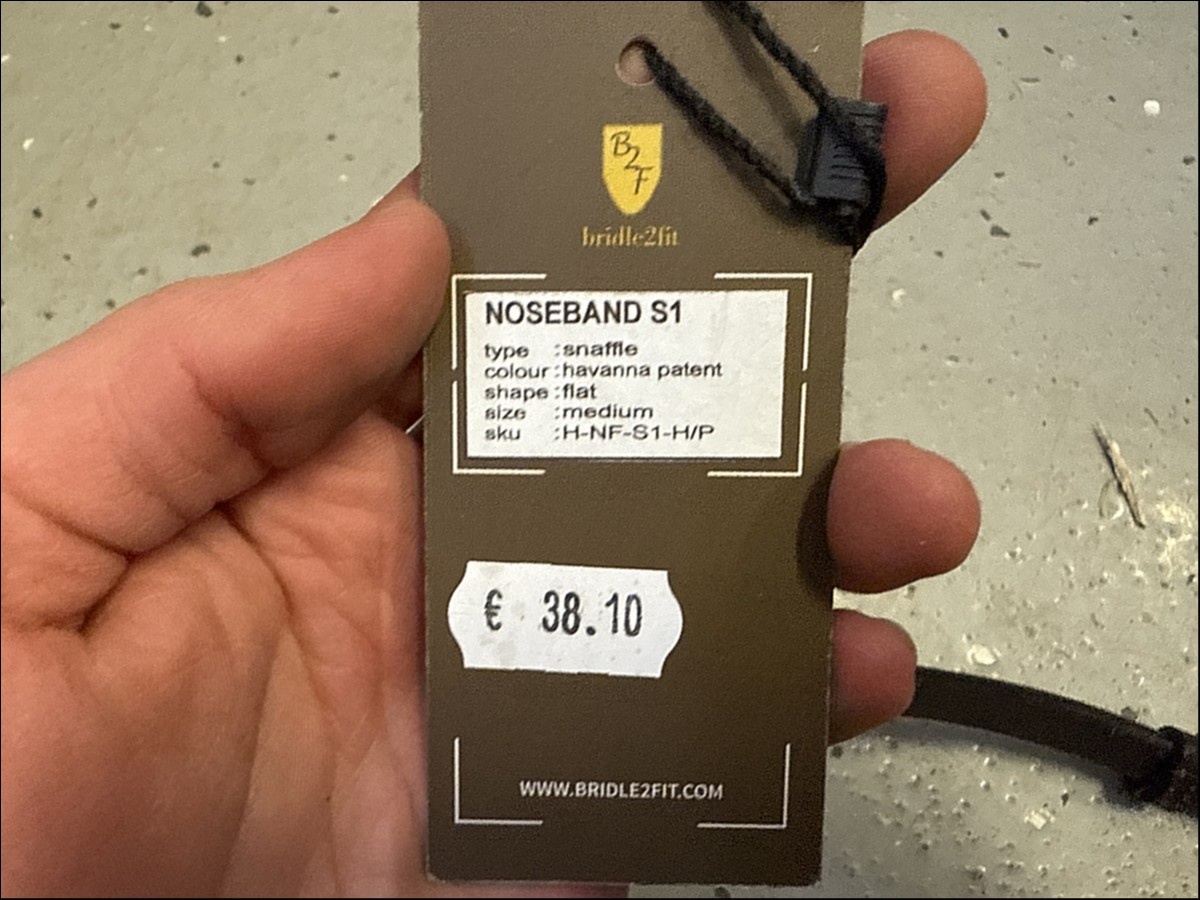 B2F
bridle2fit
NOSEBAND S1
type :snaffle
colour :havanna patent
shape :flat
size :medium
sku :H-NF-S1-H/P
€ 38.10
WWW.BRIDLE2FIT.COM